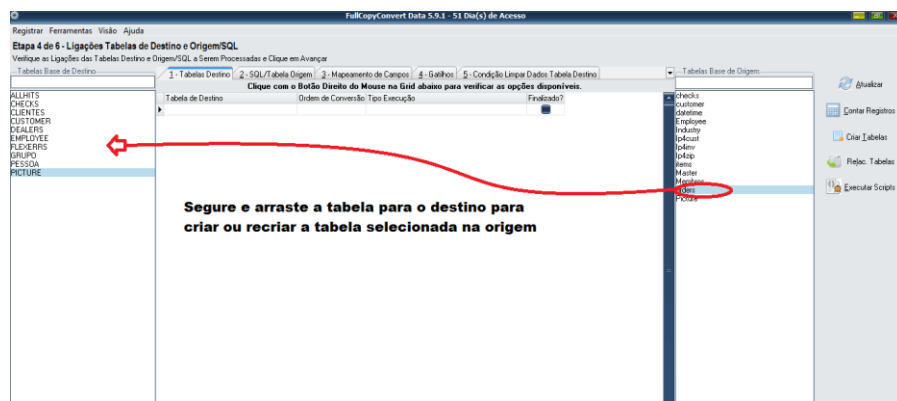 FullCopyConvert Data 5.9.1 - 51 Dia(s) de Acesso
Registrar Ferramentas Visão Ajuda
Etapa 4 de 6 - Ligações Tabelas de Destino e Origem/SQL
Verifique as Ligações das Tabelas Destino e Origem/SQL a Serem Processadas e Clique em Avançar
Tabelas Base de Destino
ALLHITS
CHECKS
CLIENTES
CUSTOMER
DEALERS
EMPLOYEE
FLEXERRS
GRUPO
PESSOA
PICTURE
1 - Tabelas Destino 2 - SQL/Tabela Origem 3 - Mapeamento de Campos 4 - Gatilhos 5 - Condição Limpar Dados Tabela Destino
Clique com o Botão Direito do Mouse na Grid abaixo para verificar as opções disponíveis.
Tabela de Destino Ordem de Conversão Tipo Execução Finalizado?
Segure e arraste a tabela para o destino para
criar ou recriar a tabela selecionada na origem
Tabelas Base de Origem
checks
customer
datetime
Employee
Industry
lp4cust
lp4inv
lp4zip
items
Master
Membros
Picture
Atualizar
Contar Registros
Criar Tabelas
Relac. Tabelas
Executar Scripts